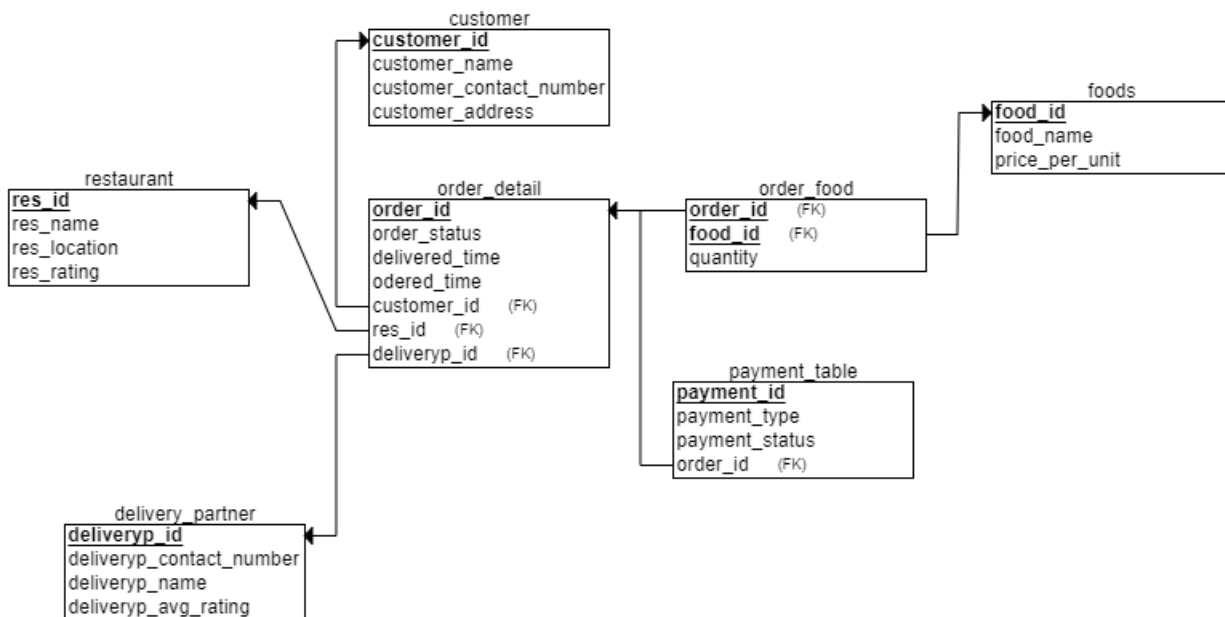 customer
customer_id
customer_name
customer_contact_number
customer_address
foods
food_id
food_name
price_per_unit
restaurant
res_id
res_name
res_location
res_rating
order_detail
order_id
order_status
delivered_time
odered_time
customer_id (FK)
res_id (FK)
deliveryp_id (FK)
order_food
order_id (FK)
food_id (FK)
quantity
payment_table
payment_id
payment_type
payment_status
order_id (FK)
delivery_partner
deliveryp_id
deliveryp_contact_number
deliveryp_name
deliveryp_avg_rating